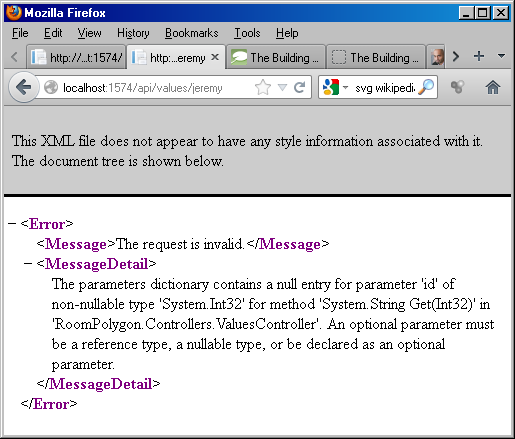 Mozilla Firefox
File Edit View History Bookmarks Tools Help
http://...t:1574/ http:...eremy The Building ... The Building ...
localhost:1574/api/values/jeremy svg wikipedi
This XML file does not appear to have any style information associated with it.
The document tree is shown below.
− <Error>
<Message>The request is invalid.</Message>
− <MessageDetail>
The parameters dictionary contains a null entry for parameter 'id' of
non-nullable type 'System.Int32' for method 'System.String Get(Int32)' in
'RoomPolygon.Controllers.ValuesController'. An optional parameter must
be a reference type, a nullable type, or be declared as an optional
parameter.
</MessageDetail>
</Error>